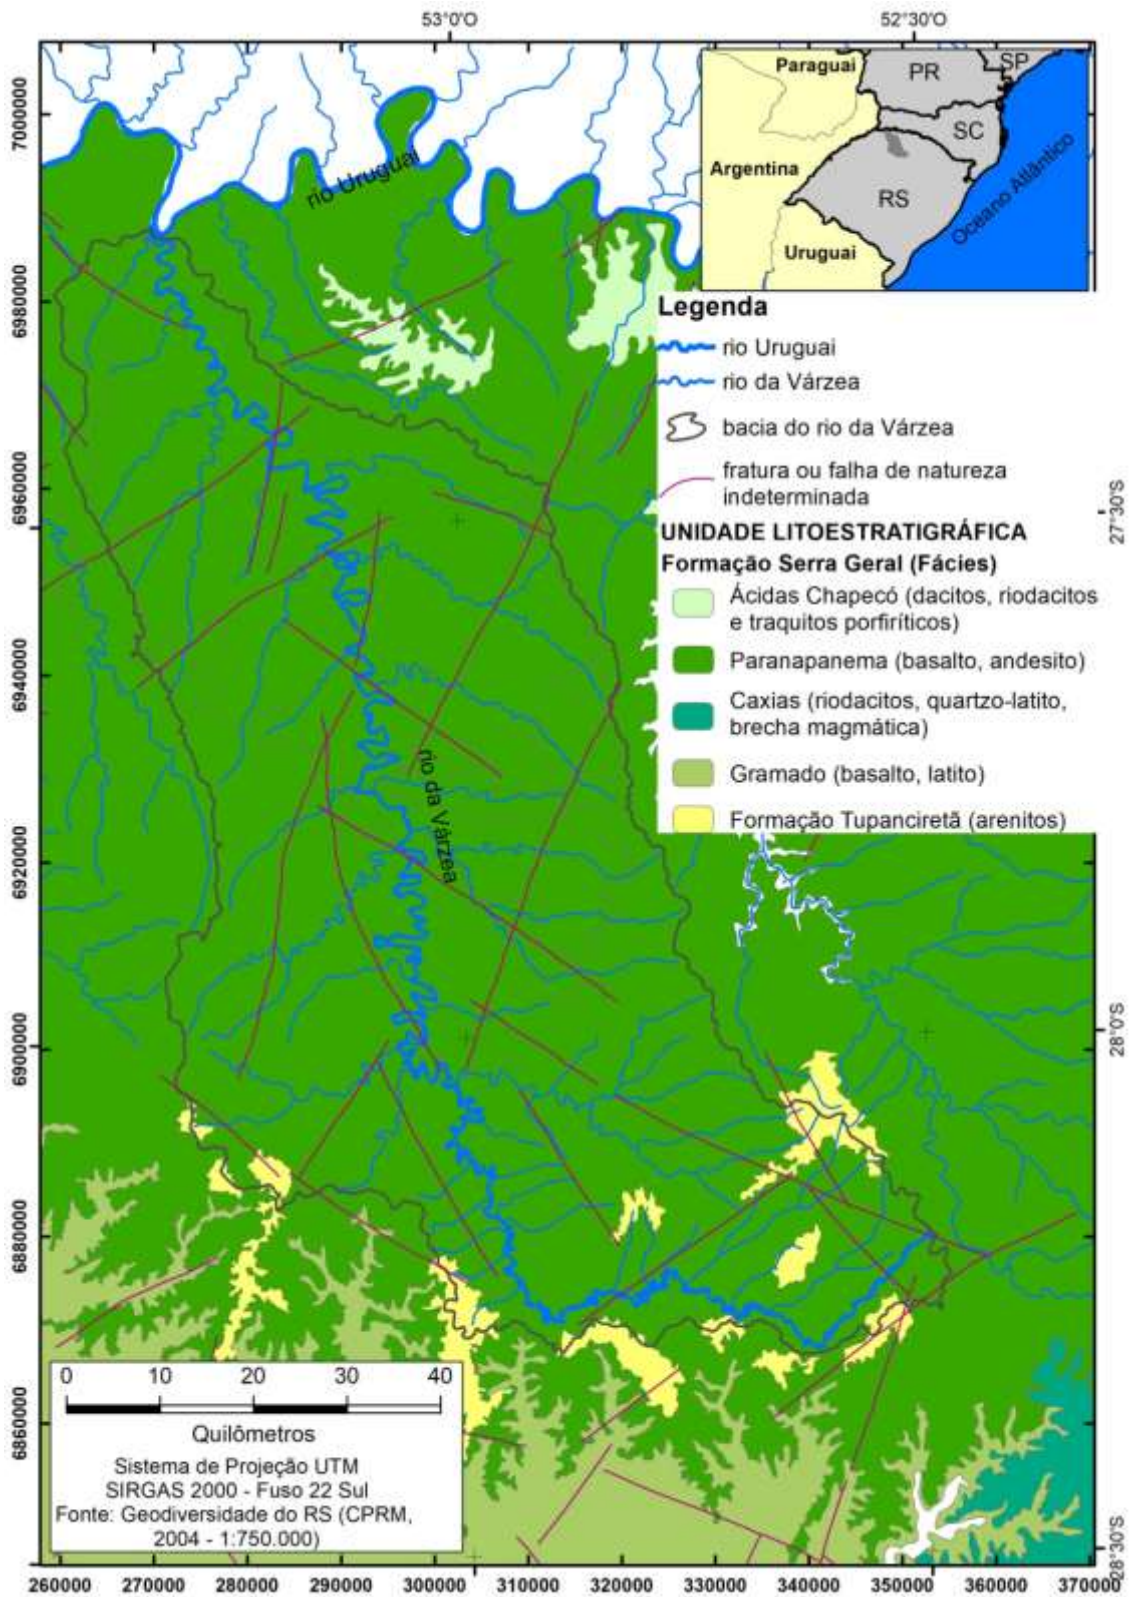 53°0'0"O
52°30'0"O
7000000
6980000
6960000
6940000
6920000
6900000
6880000
6860000
27°30'S
28°0'S
28°30'S
Paraguai
PR
SP
SC
Argentina
RS
Uruguai
Oceano Atlântico
rio Uruguai
rio da Várzea
Legenda
rio Uruguai
rio da Várzea
bacia do rio da Várzea
fratura ou falha de natureza
indeterminada
UNIDADE LITOESTRATIGRÁFICA
Formação Serra Geral (Fácies)
Ácidas Chapecó (dacitos, riodacitos
e traquitos porfiríticos)
Paranapanema (basalto, andesito)
Caxias (riodacitos, quartzo-latito,
brecha magmática)
Gramado (basalto, latito)
Formação Tupanciretã (arenitos)
0 10 20 30 40
Quilômetros
Sistema de Projeção UTM
SIRGAS 2000 - Fuso 22 Sul
Fonte: Geodiversidade do RS (CPRM,
2004 - 1:750.000)
260000 270000 280000 290000 300000 310000 320000 330000 340000 350000 360000 370000